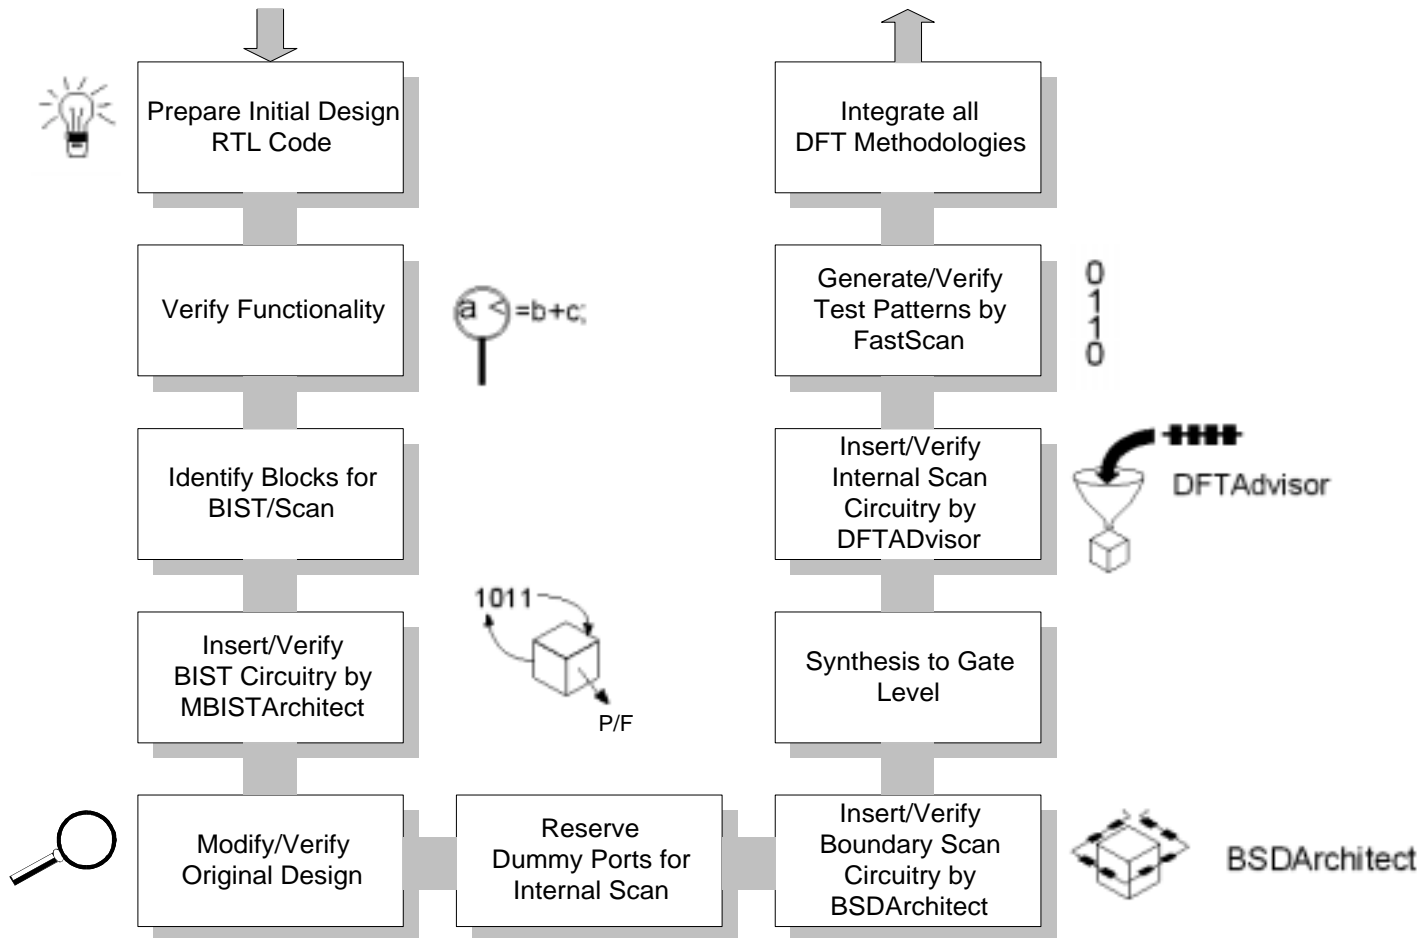 Prepare Initial Design
RTL Code
Verify Functionality
a <=b+c;
Identify Blocks for
BIST/Scan
Insert/Verify
BIST Circuitry by
MBISTArchitect
1011
P/F
Modify/Verify
Original Design
Reserve
Dummy Ports for
Internal Scan
Insert/Verify
Boundary Scan
Circuitry by
BSDArchitect
BSDArchitect
Synthesis to Gate
Level
Insert/Verify
Internal Scan
Circuitry by
DFTADvisor
DFTAdvisor
Generate/Verify
Test Patterns by
FastScan
0
1
1
0
Integrate all
DFT Methodologies